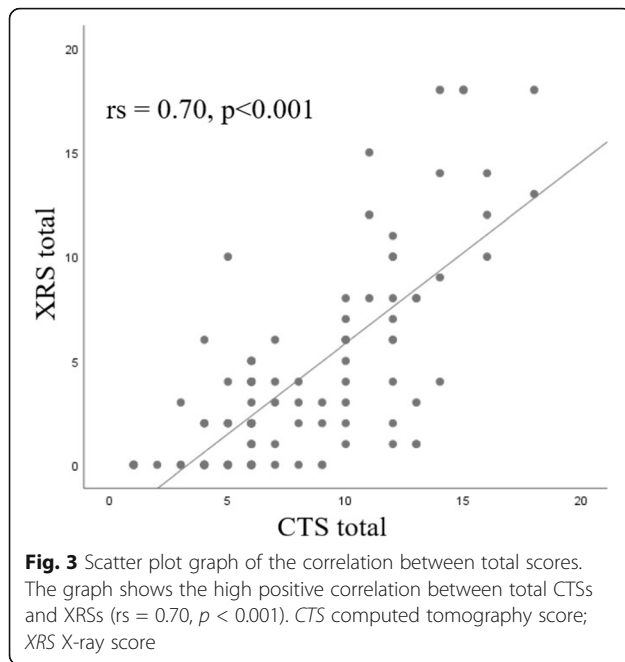 20
rs = 0.70, p<0.001
15
XRS total
10
5
0
0 5 10 15 20
CTS total
Fig. 3 Scatter plot graph of the correlation between total scores.
The graph shows the high positive correlation between total CTSs
and XRSs (rs = 0.70, p < 0.001). CTS computed tomography score;
XRS X-ray score